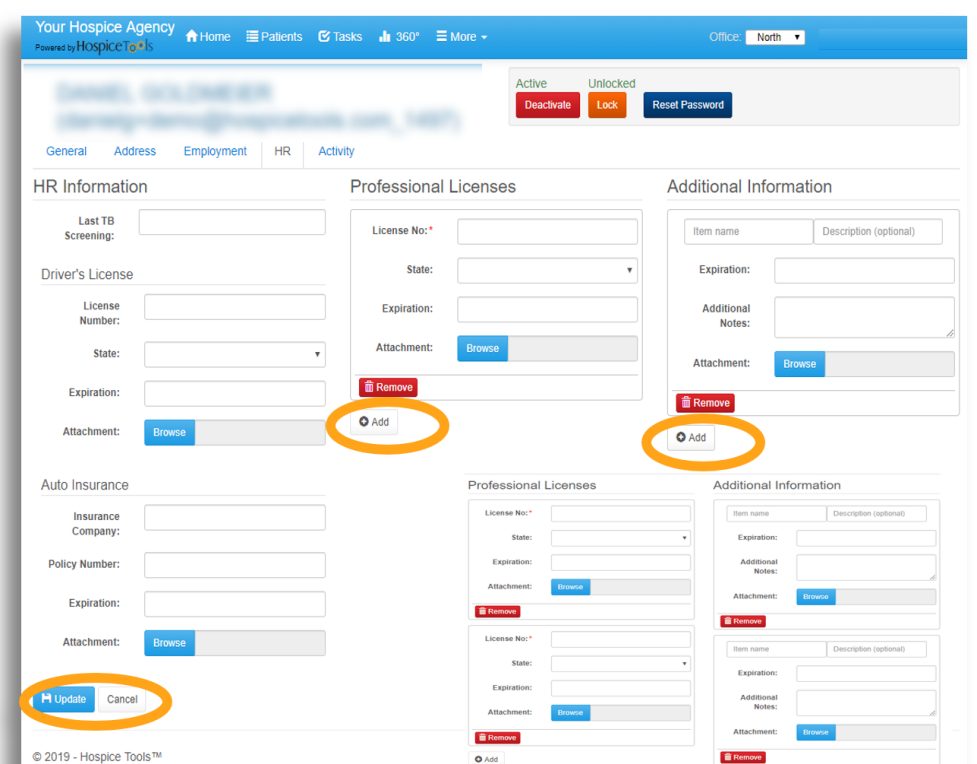 Your Hospice Agency
Powered by HospiceTools
Home Patients Tasks 360° More
Office: North
Active Unlocked
Deactivate Lock Reset Password
General Address Employment HR Activity
HR Information
Last TB Screening:
Driver's License
License Number:
State:
Expiration:
Attachment: Browse
Auto Insurance
Insurance Company:
Policy Number:
Expiration:
Attachment: Browse
Update Cancel
© 2019 - Hospice Tools™
Professional Licenses
License No:*
State:
Expiration:
Attachment: Browse
Remove
Add
Additional Information
Item name Description (optional)
Expiration:
Additional Notes:
Attachment: Browse
Remove
Add
Professional Licenses
License No:*
State:
Expiration:
Attachment: Browse
Remove
License No:*
State:
Expiration:
Attachment: Browse
Remove
Add
Additional Information
Item name Description (optional)
Expiration:
Additional Notes:
Attachment: Browse
Remove
Item name Description (optional)
Expiration:
Additional Notes:
Attachment: Browse
Remove